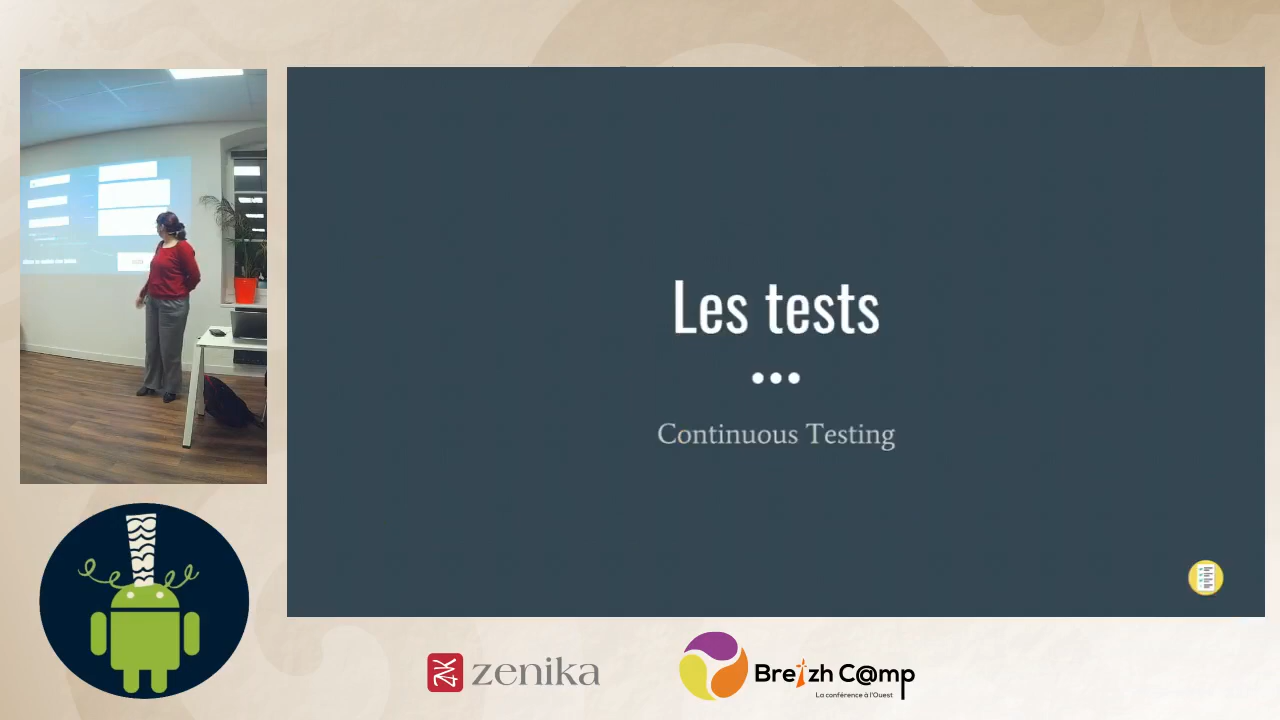 Les tests
Continuous Testing
zenika
Breizh C@mp
La conférence à l'Ouest